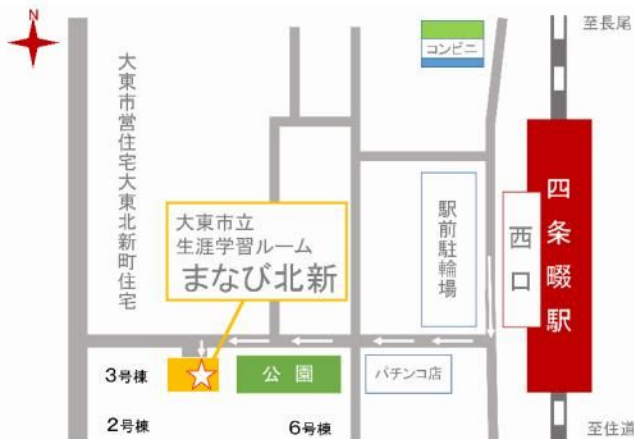 N
至長尾
コンビニ
大東市営住宅大東北新町住宅
大東市立
生涯学習ルーム
まなび北新
駅前駐輪場
西口
四条畷駅
3号棟
公園
パチンコ店
2号棟
6号棟
至住道